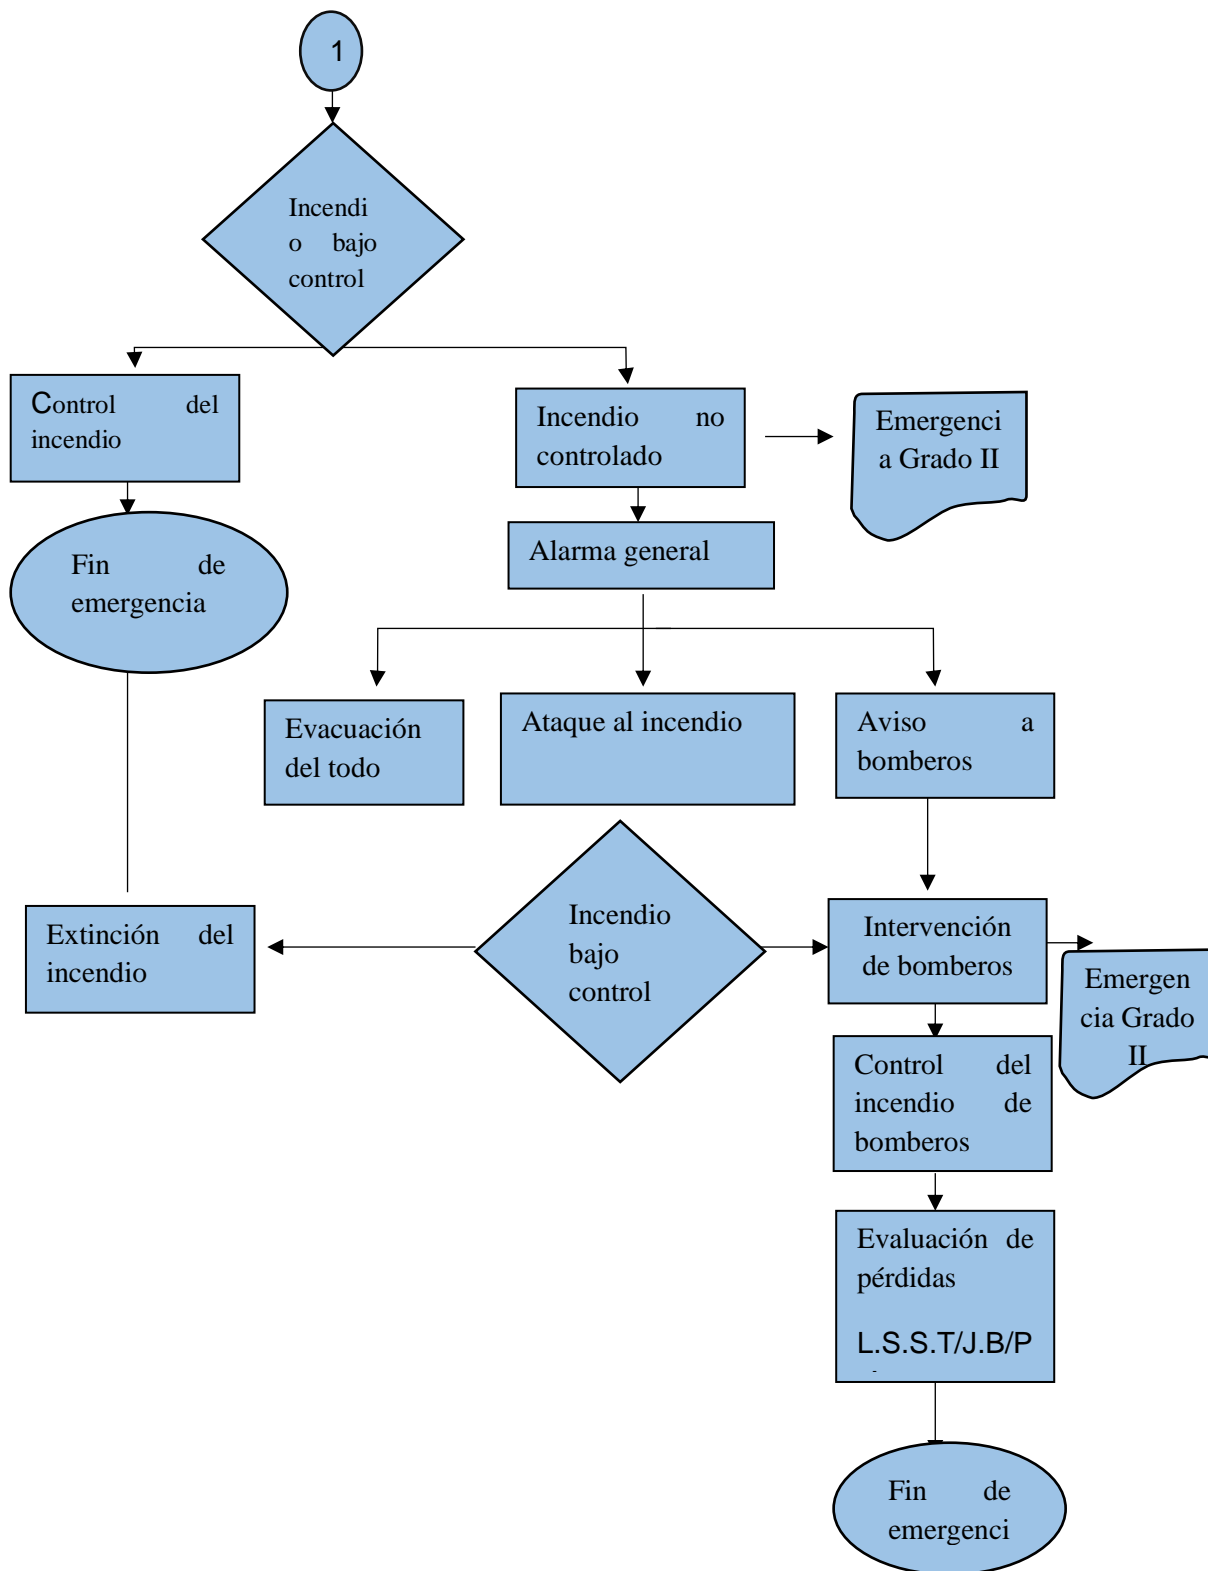 1
Incendi
o bajo
control
Control del
incendio
Incendio no
controlado
Emergenci
a Grado II
Fin de
emergencia
Alarma general
Evacuación
del todo
Ataque al incendio
Aviso a
bomberos
Extinción del
incendio
Incendio
bajo
control
Intervención
de bomberos
Emergen
cia Grado
II
Control del
incendio de
bomberos
Evaluación de
pérdidas
L.S.S.T/J.B/P
Fin de
emergenci